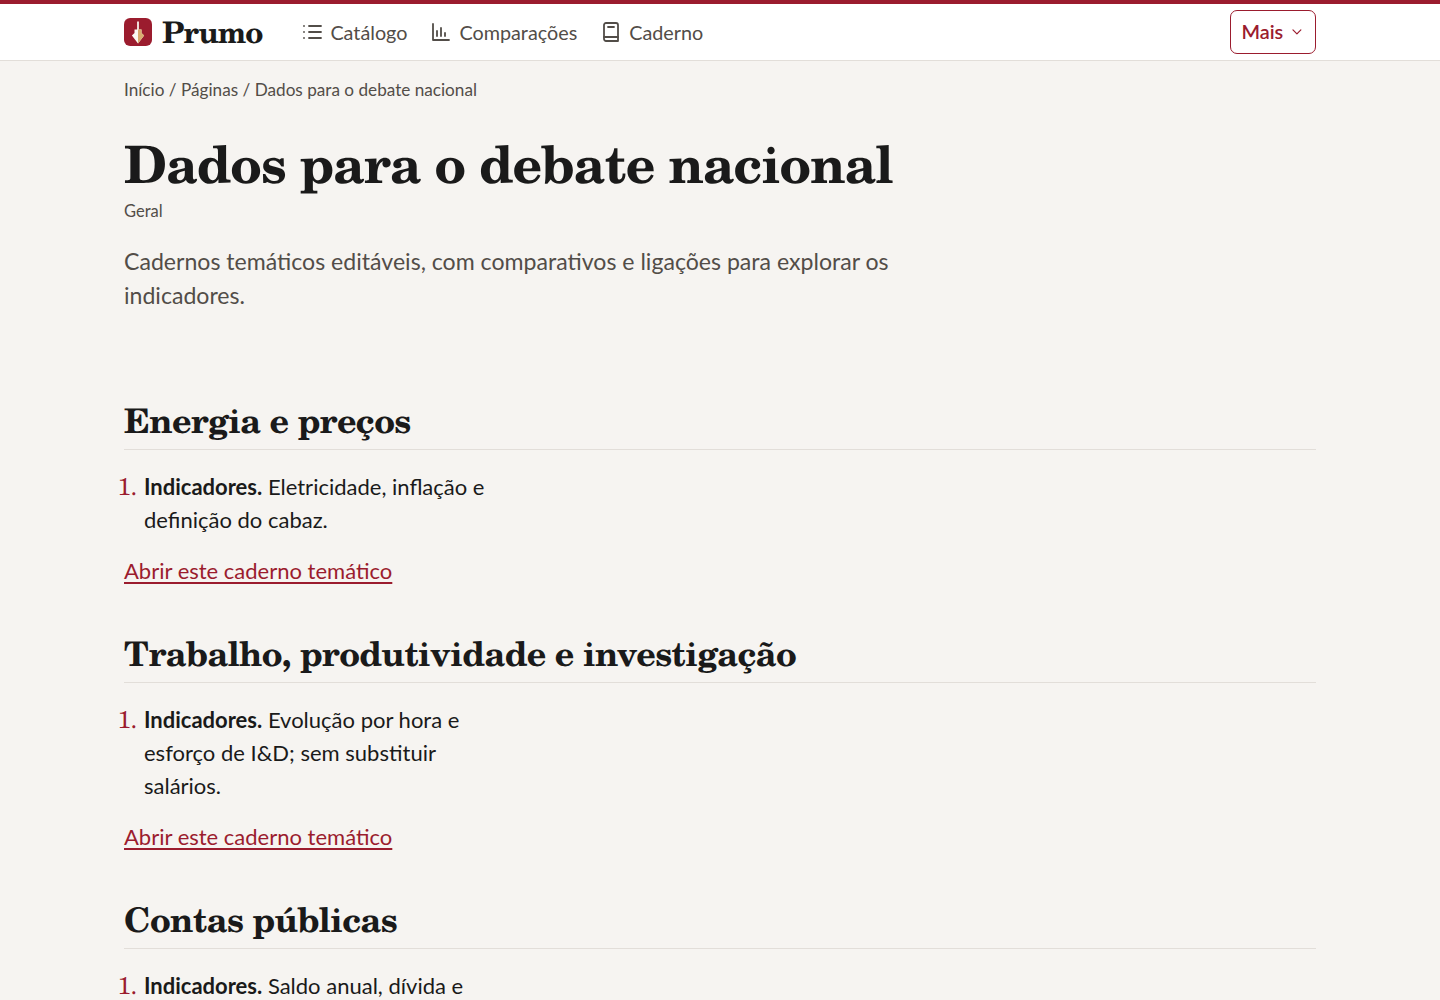 Prumo
Catálogo
Comparações
Caderno
Mais
Início / Páginas / Dados para o debate nacional
Dados para o debate nacional
Geral
Cadernos temáticos editáveis, com comparativos e ligações para explorar os
indicadores.
Energia e preços
1. Indicadores. Eletricidade, inflação e
definição do cabaz.
Abrir este caderno temático
Trabalho, produtividade e investigação
1. Indicadores. Evolução por hora e
esforço de I&D; sem substituir
salários.
Abrir este caderno temático
Contas públicas
1. Indicadores. Saldo anual, dívida e